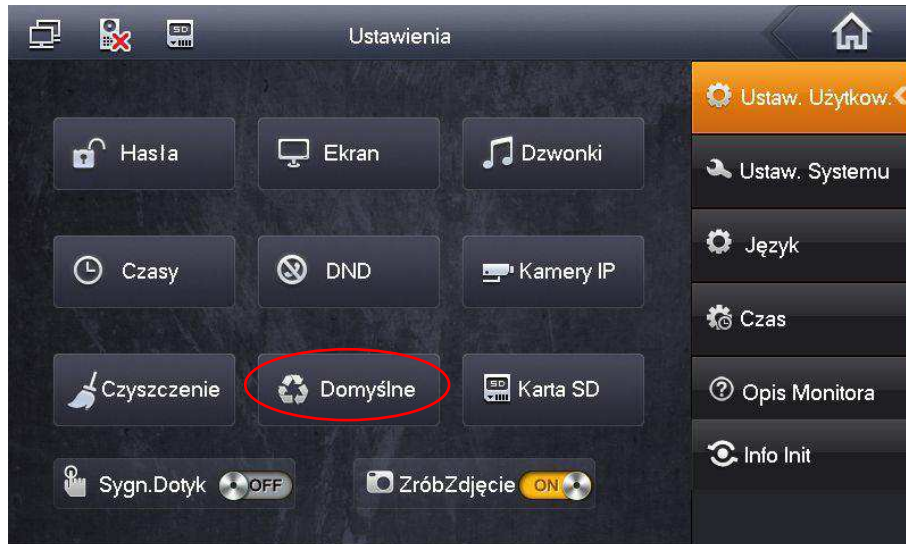 Ustawienia
Hasła
Ekran
Dzwonki
Czasy
DND
Kamery IP
Czyszczenie
Domyślne
Karta SD
Sygn.Dotyk OFF
ZróbZdjęcie ON
Ustaw. Użytkow.
Ustaw. Systemu
Język
Czas
Opis Monitora
Info Init